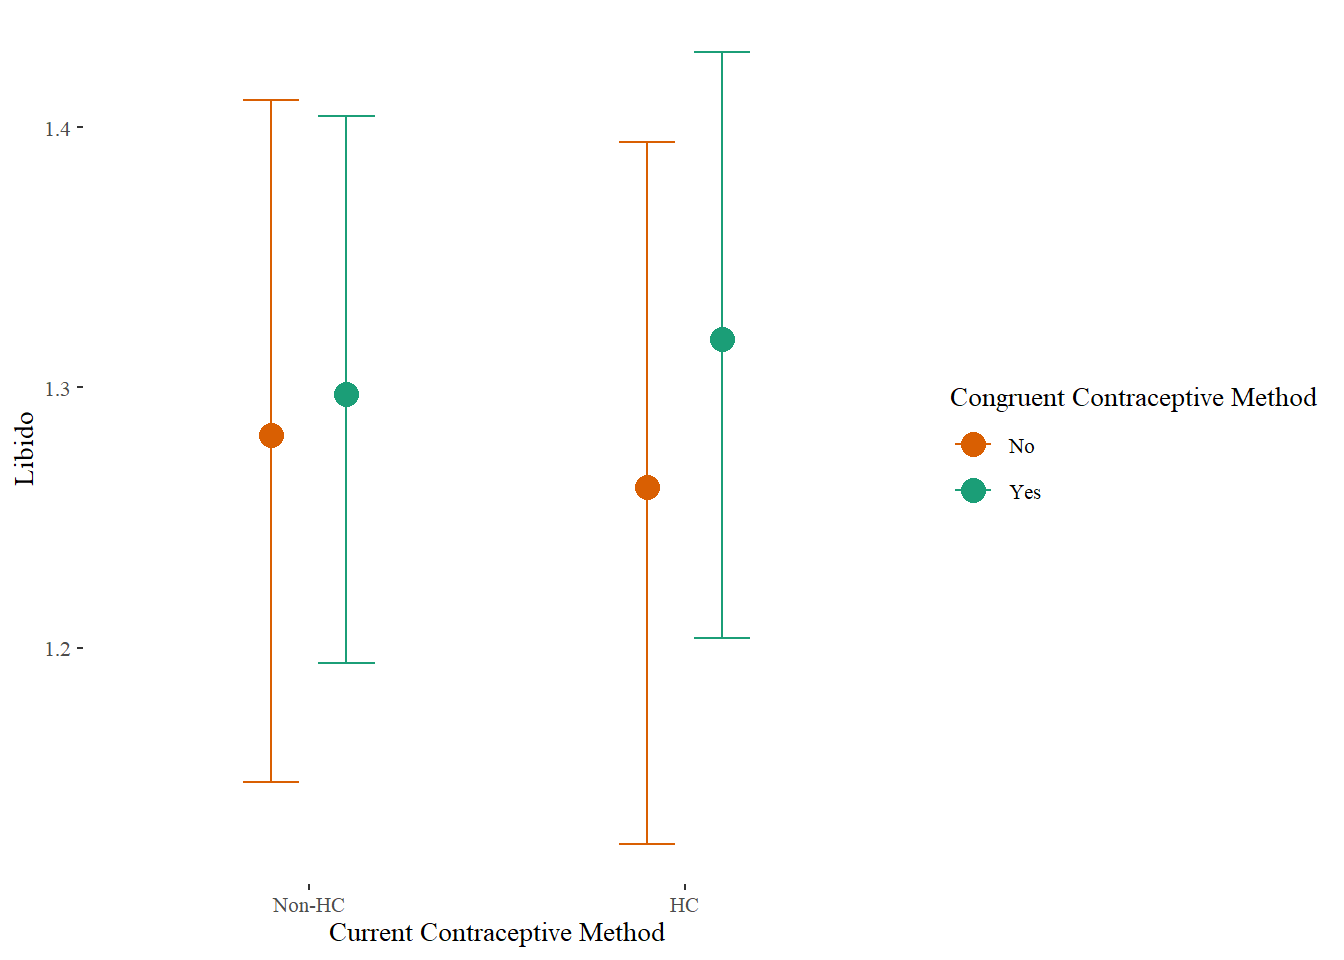 1.4
1.3
1.2
Libido
Non-HC
HC
Current Contraceptive Method
Congruent Contraceptive Method
No
Yes